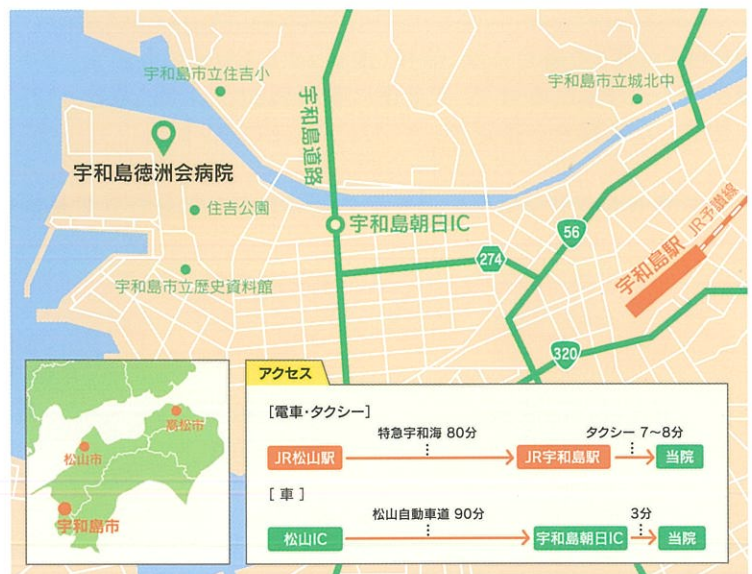 宇和島市立住吉小
宇和島市立城北中
宇和島道路
宇和島徳洲会病院
住吉公園
宇和島朝日IC
56
274
宇和島駅
JR予讃線
宇和島市立歴史資料館
320
高松市
松山市
宇和島市
アクセス
[電車・タクシー]
特急宇和海 80分
タクシー 7~8分
JR松山駅
JR宇和島駅
当院
[ 車 ]
松山自動車道 90分
3分
松山IC
宇和島朝日IC
当院